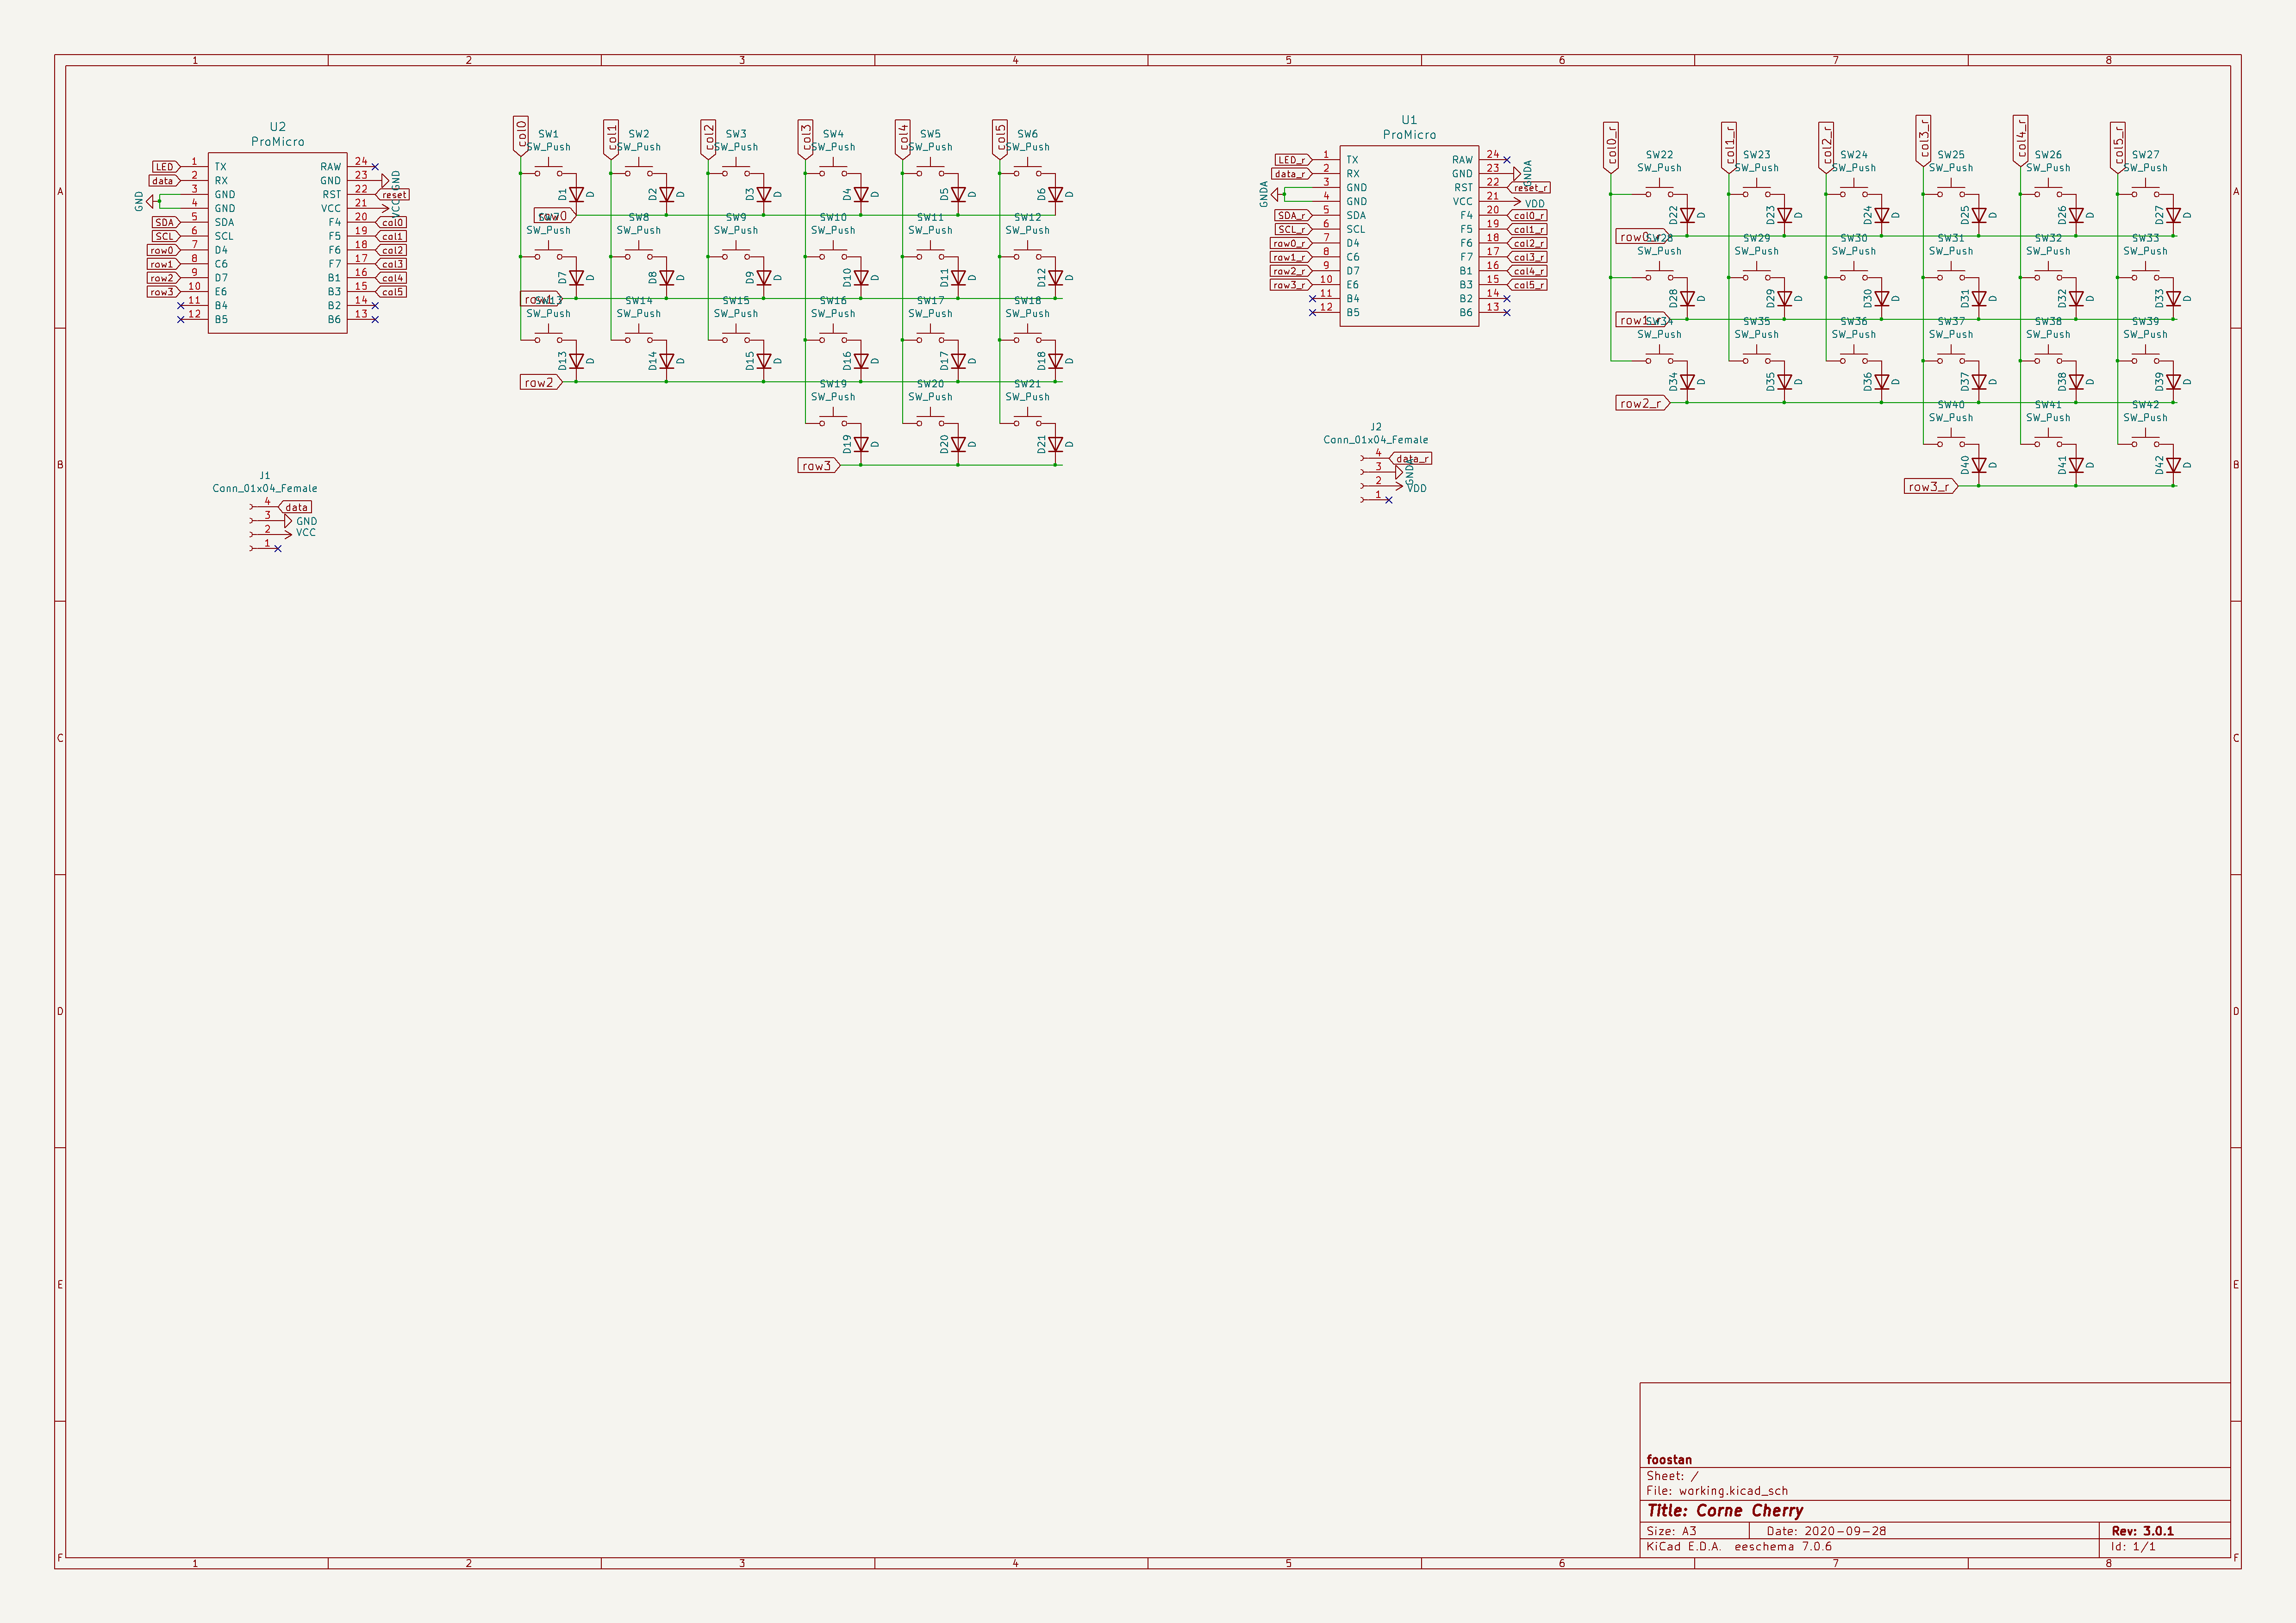 1 2 3 4 5 6 7 8
A A
B B
C C
D D
E E
F F
U2
ProMicro
LED 1 TX RAW 24
data 2 RX GND 23 GND
GND 3 GND RST 22 reset
4 GND VCC 21 VCC
SDA 5 SDA F4 20 col0
SCL 6 SCL F5 19 col1
row0 7 D4 F6 18 col2
row1 8 C6 F7 17 col3
row2 9 D7 B1 16 col4
row3 10 E6 B3 15 col5
11 B4 B2 14
12 B5 B6 13
J1
Conn_01x04_Female
4 data
3 GND
2 VCC
1
col0 col1 col2 col3 col4 col5
SW1 SW2 SW3 SW4 SW5 SW6
SW_Push SW_Push SW_Push SW_Push SW_Push SW_Push
D1 D D2 D D3 D D4 D D5 D D6 D
row0
SW7 SW8 SW9 SW10 SW11 SW12
SW_Push SW_Push SW_Push SW_Push SW_Push SW_Push
D7 D D8 D D9 D D10 D D11 D D12 D
row1
SW13 SW14 SW15 SW16 SW17 SW18
SW_Push SW_Push SW_Push SW_Push SW_Push SW_Push
D13 D D14 D D15 D D16 D D17 D D18 D
row2
SW19 SW20 SW21
SW_Push SW_Push SW_Push
D19 D D20 D D21 D
row3
U1
ProMicro
LED_r 1 TX RAW 24
data_r 2 RX GND 23 GNDA
GNDA 3 GND RST 22 reset_r
4 GND VCC 21 VDD
SDA_r 5 SDA F4 20 col0_r
SCL_r 6 SCL F5 19 col1_r
row0_r 7 D4 F6 18 col2_r
row1_r 8 C6 F7 17 col3_r
row2_r 9 D7 B1 16 col4_r
row3_r 10 E6 B3 15 col5_r
11 B4 B2 14
12 B5 B6 13
J2
Conn_01x04_Female
4 data_r
3 GNDA
2 VDD
1
col0_r col1_r col2_r col3_r col4_r col5_r
SW22 SW23 SW24 SW25 SW26 SW27
SW_Push SW_Push SW_Push SW_Push SW_Push SW_Push
D22 D D23 D D24 D D25 D D26 D D27 D
row0_r
SW28 SW29 SW30 SW31 SW32 SW33
SW_Push SW_Push SW_Push SW_Push SW_Push SW_Push
D28 D D29 D D30 D D31 D D32 D D33 D
row1_r
SW34 SW35 SW36 SW37 SW38 SW39
SW_Push SW_Push SW_Push SW_Push SW_Push SW_Push
D34 D D35 D D36 D D37 D D38 D D39 D
row2_r
SW40 SW41 SW42
SW_Push SW_Push SW_Push
D40 D D41 D D42 D
row3_r
foostan
Sheet: /
File: working.kicad_sch
Title: Corne Cherry
Size: A3 Date: 2020-09-28 Rev: 3.0.1
KiCad E.D.A. eeschema 7.0.6 Id: 1/1
1 2 3 4 5 6 7 8